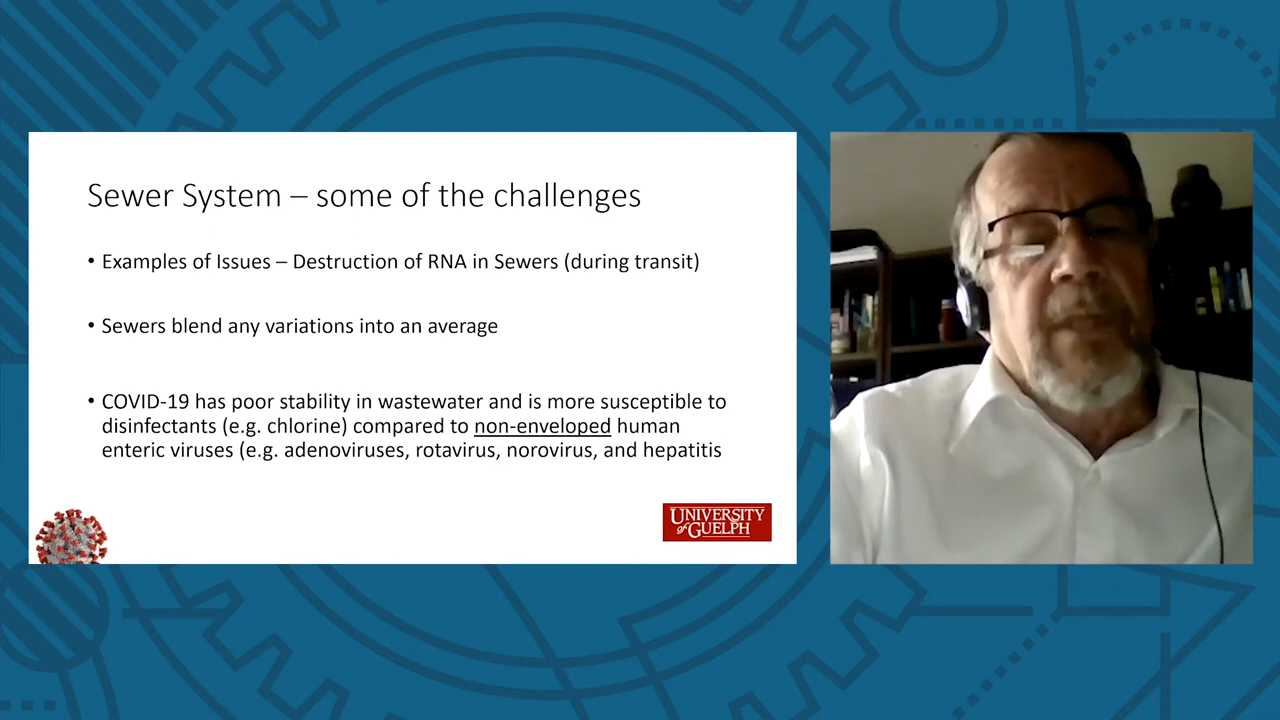 Sewer System – some of the challenges
• Examples of Issues – Destruction of RNA in Sewers (during transit)
• Sewers blend any variations into an average
• COVID-19 has poor stability in wastewater and is more susceptible to
disinfectants (e.g. chlorine) compared to non-enveloped human
enteric viruses (e.g. adenoviruses, rotavirus, norovirus, and hepatitis
UNIVERSITY
of GUELPH